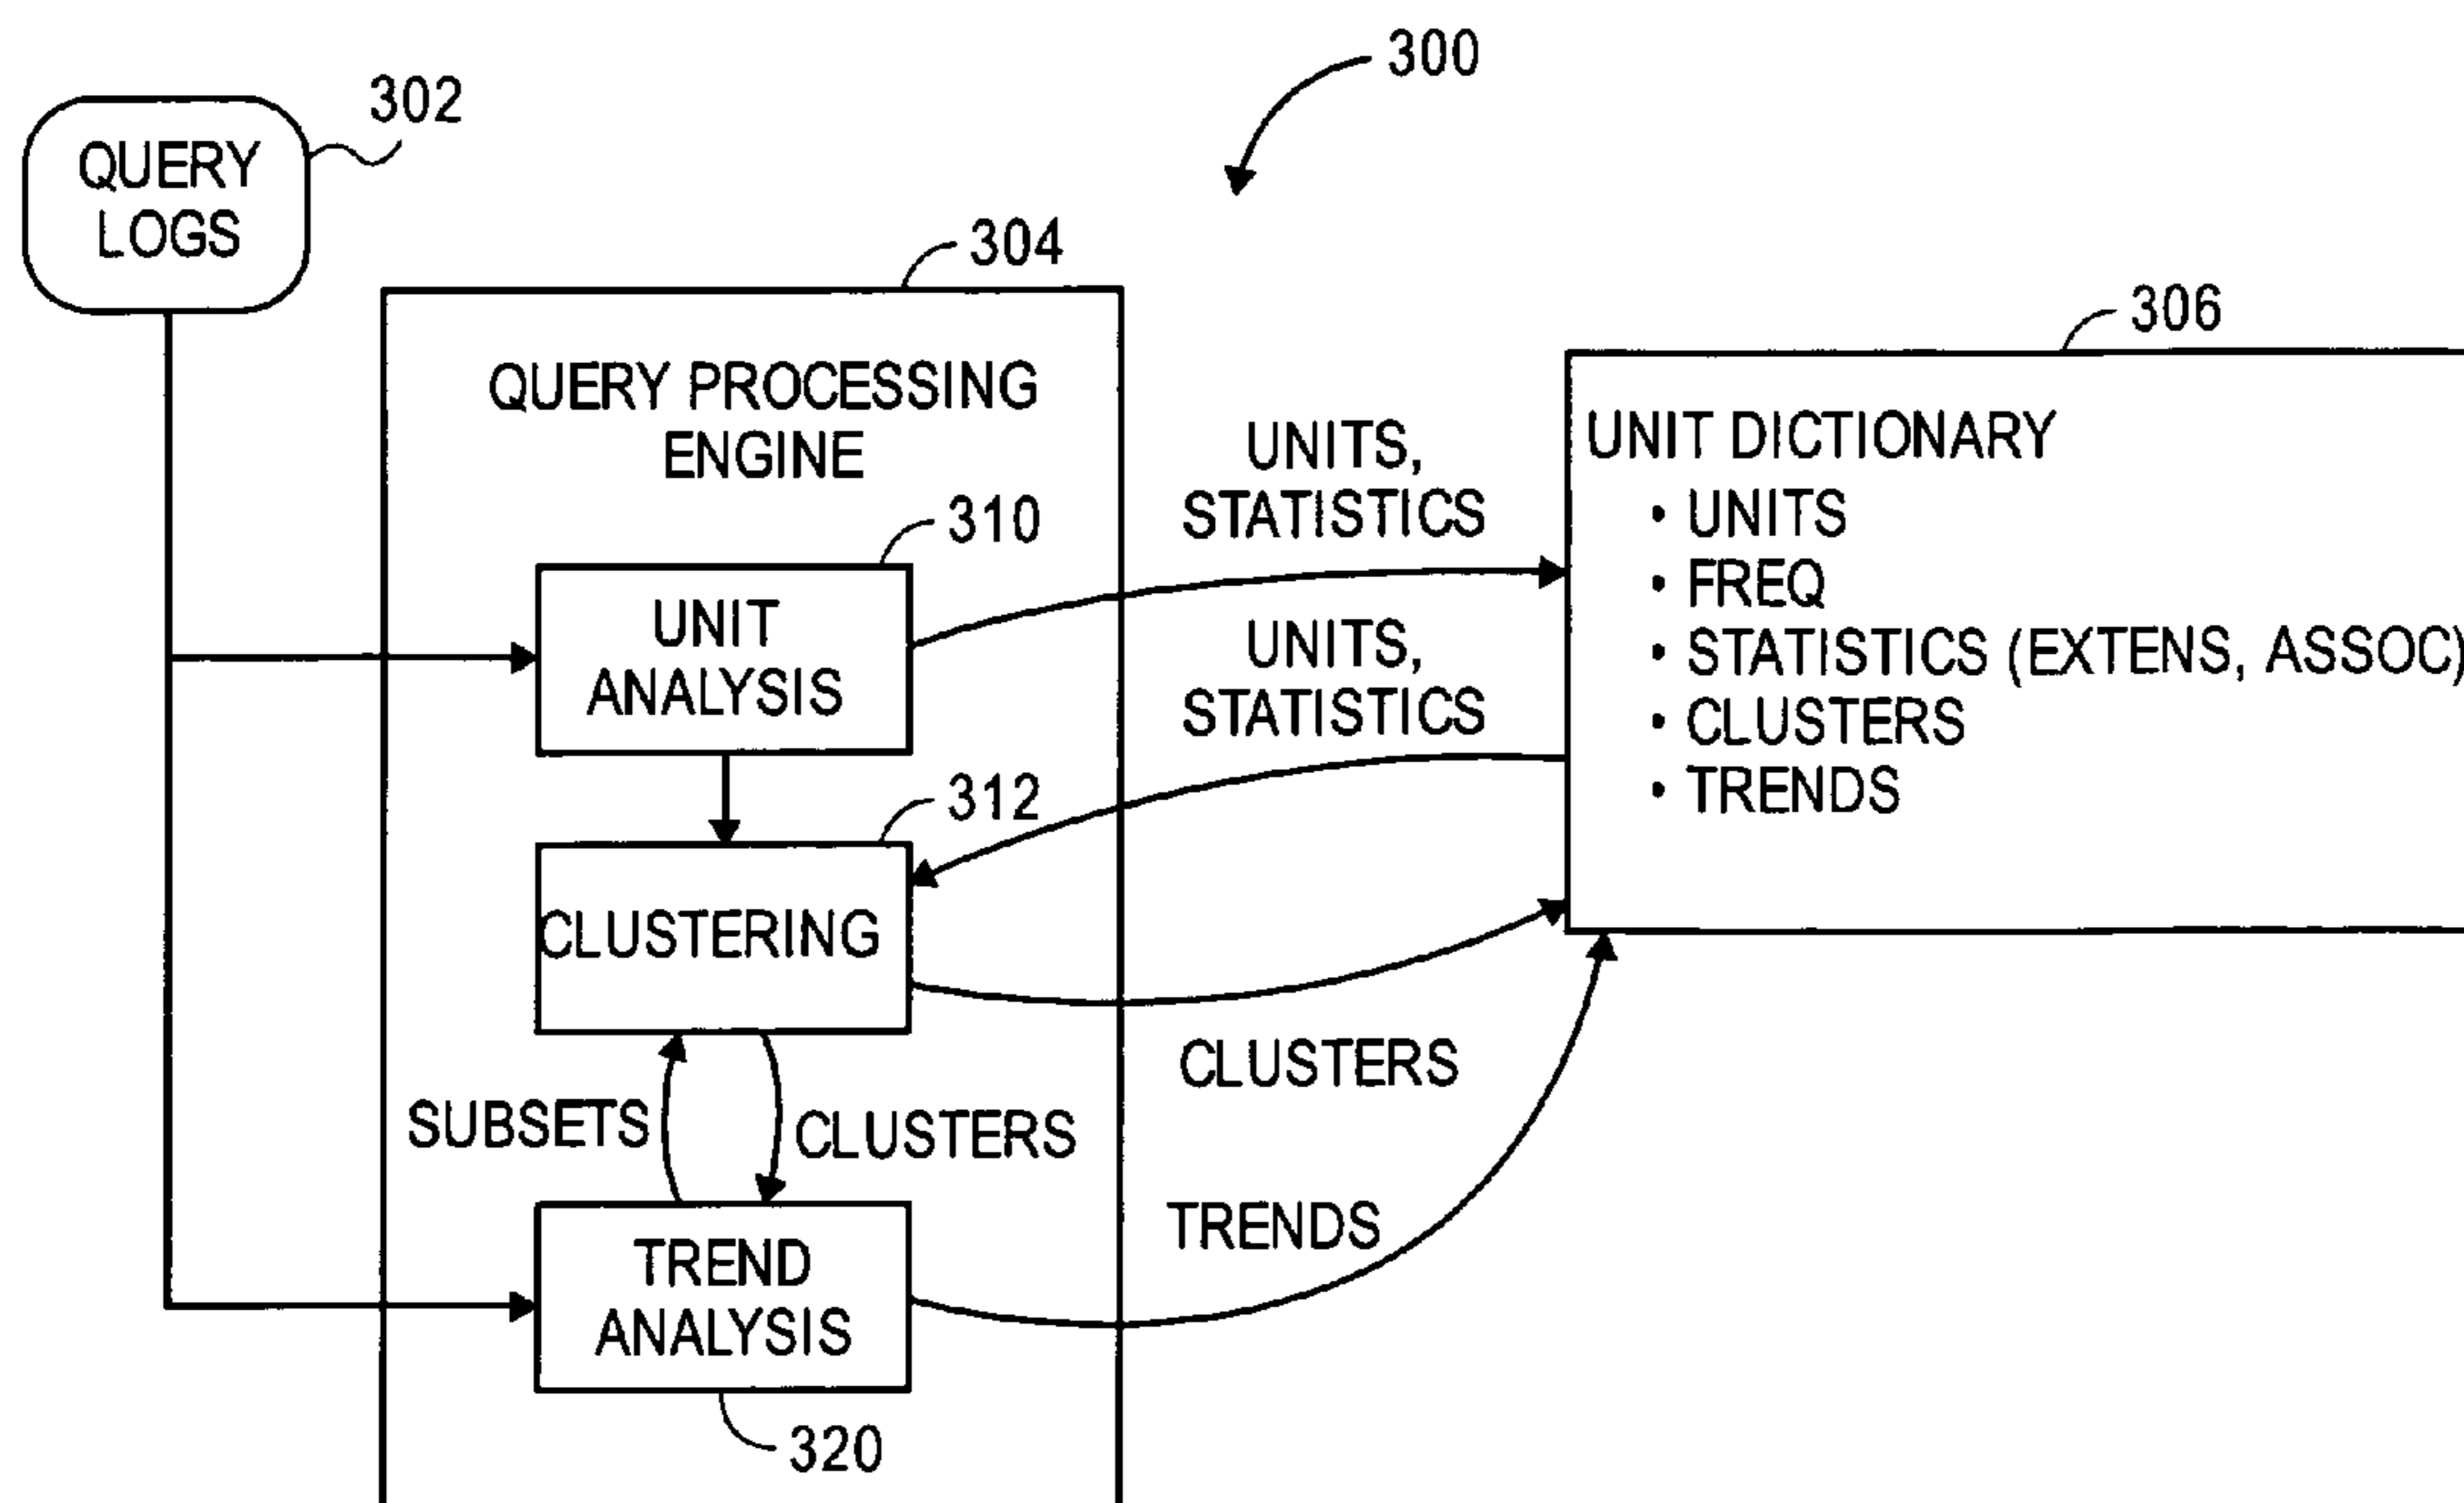 300
302
QUERY
LOGS
304
306
QUERY PROCESSING
ENGINE
UNITS,
STATISTICS
UNIT DICTIONARY
• UNITS
• FREQ
• STATISTICS (EXTENS, ASSOC)
• CLUSTERS
• TRENDS
310
UNIT
ANALYSIS
UNITS,
STATISTICS
312
CLUSTERING
CLUSTERS
SUBSETS
CLUSTERS
TRENDS
TREND
ANALYSIS
320